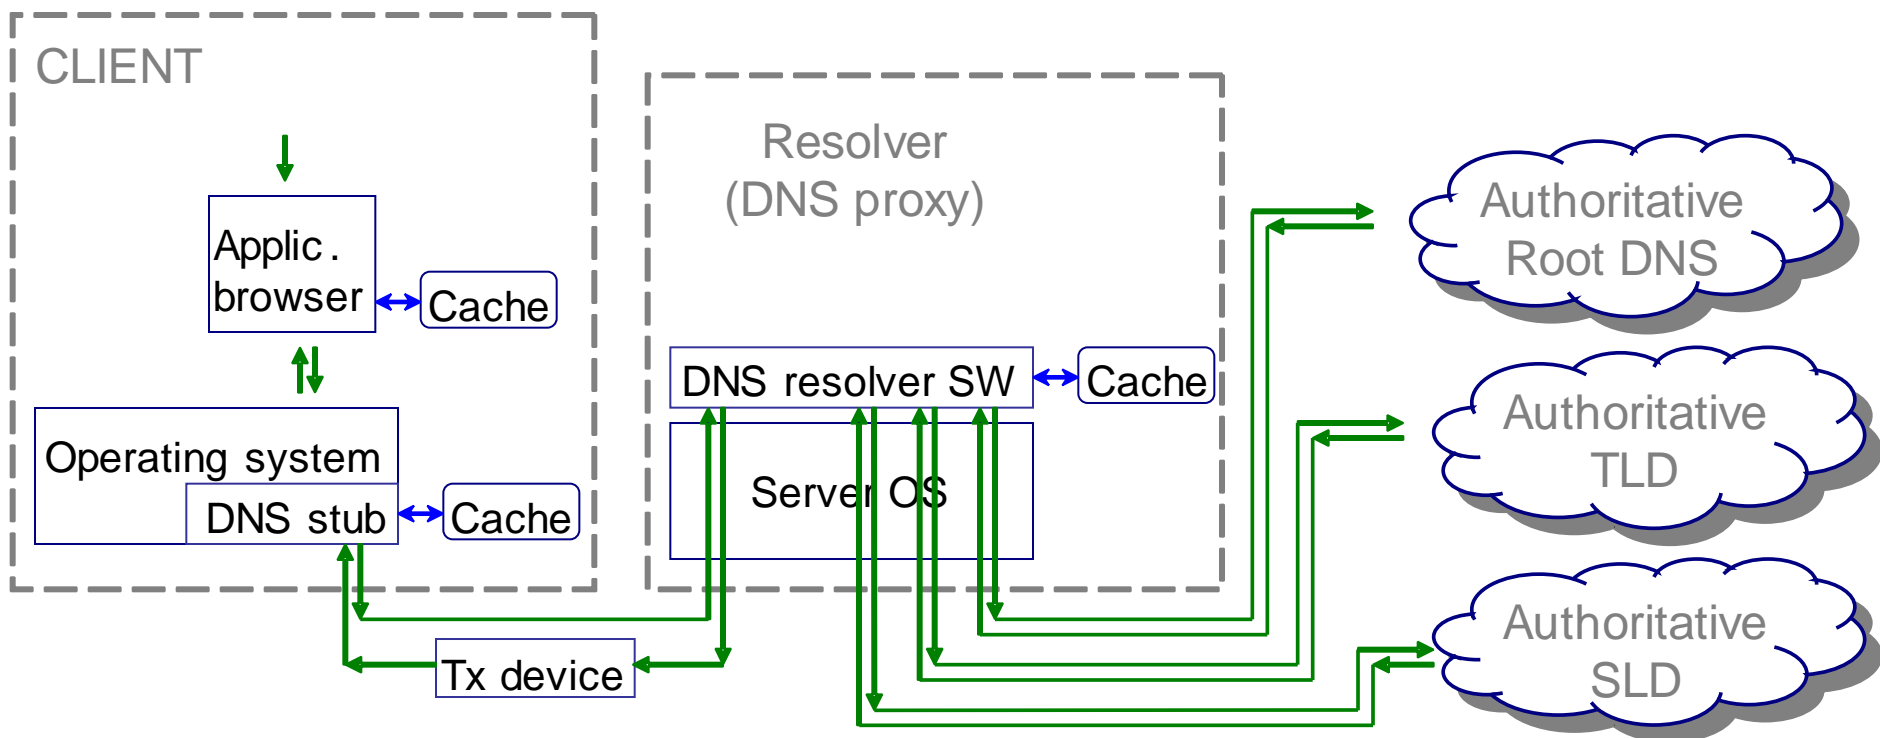 CLIENT
Applic.
browser
Cache
Operating system
DNS stub
Cache
Tx device
Resolver
(DNS proxy)
DNS resolver SW
Cache
Server OS
Authoritative
Root DNS
Authoritative
TLD
Authoritative
SLD